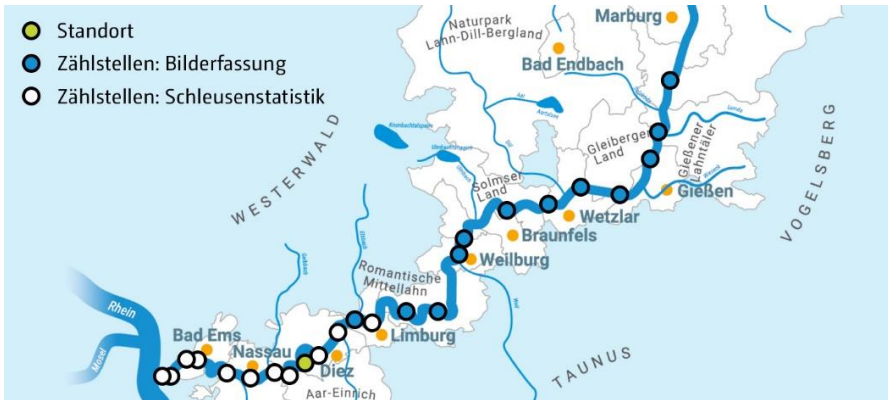 Standort
Zählstellen: Bilderfassung
Zählstellen: Schleusenstatistik
Naturpark
Lahn-Dill-Bergland
Marburg
Bad Endbach
Gleiberger
Land
Gießener
Lahntäler
Gießen
VOGELSBERG
WESTERWALD
Solmser
Land
Wetzlar
Braunfels
Weilburg
Romantische
Mittellahn
Rhein
Mosel
Bad Ems
Nassau
Limburg
Diez
Aar-Einrich
TAUNUS